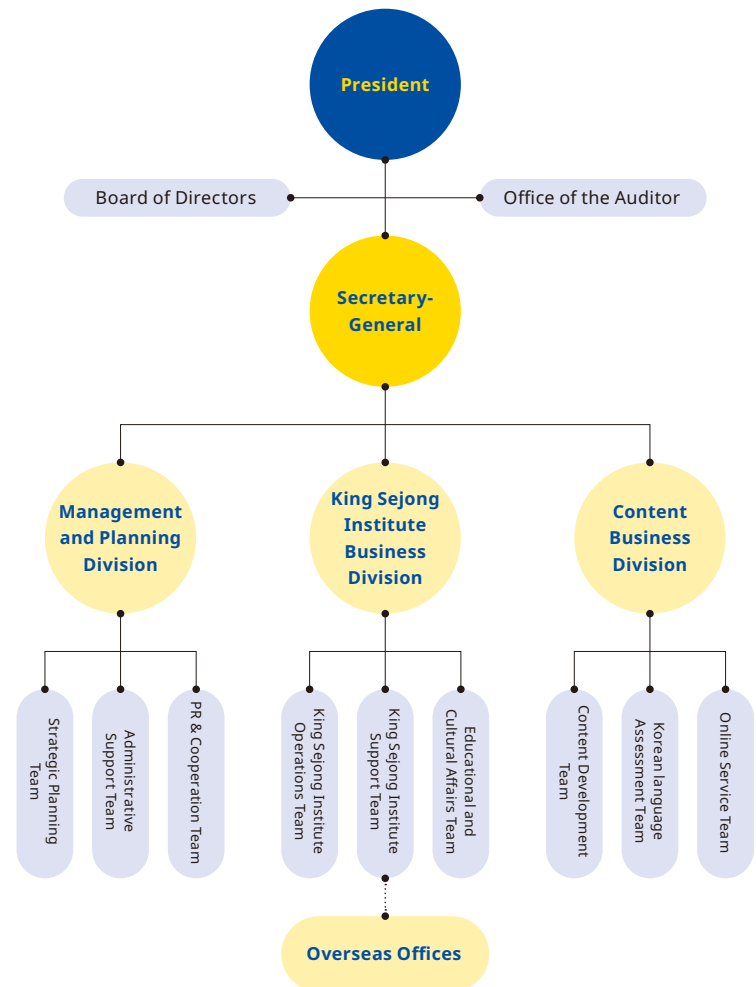 President
Board of Directors
Office of the Auditor
Secretary-
General
Management
and Planning
Division
King Sejong
Institute
Business
Division
Content
Business
Division
Strategic Planning
Team
Administrative
Support Team
PR & Cooperation Team
King Sejong Institute
Operations Team
King Sejong Institute
Support Team
Educational and
Cultural Affairs Team
Content Development
Team
Korean language
Assessment Team
Online Service Team
Overseas Offices